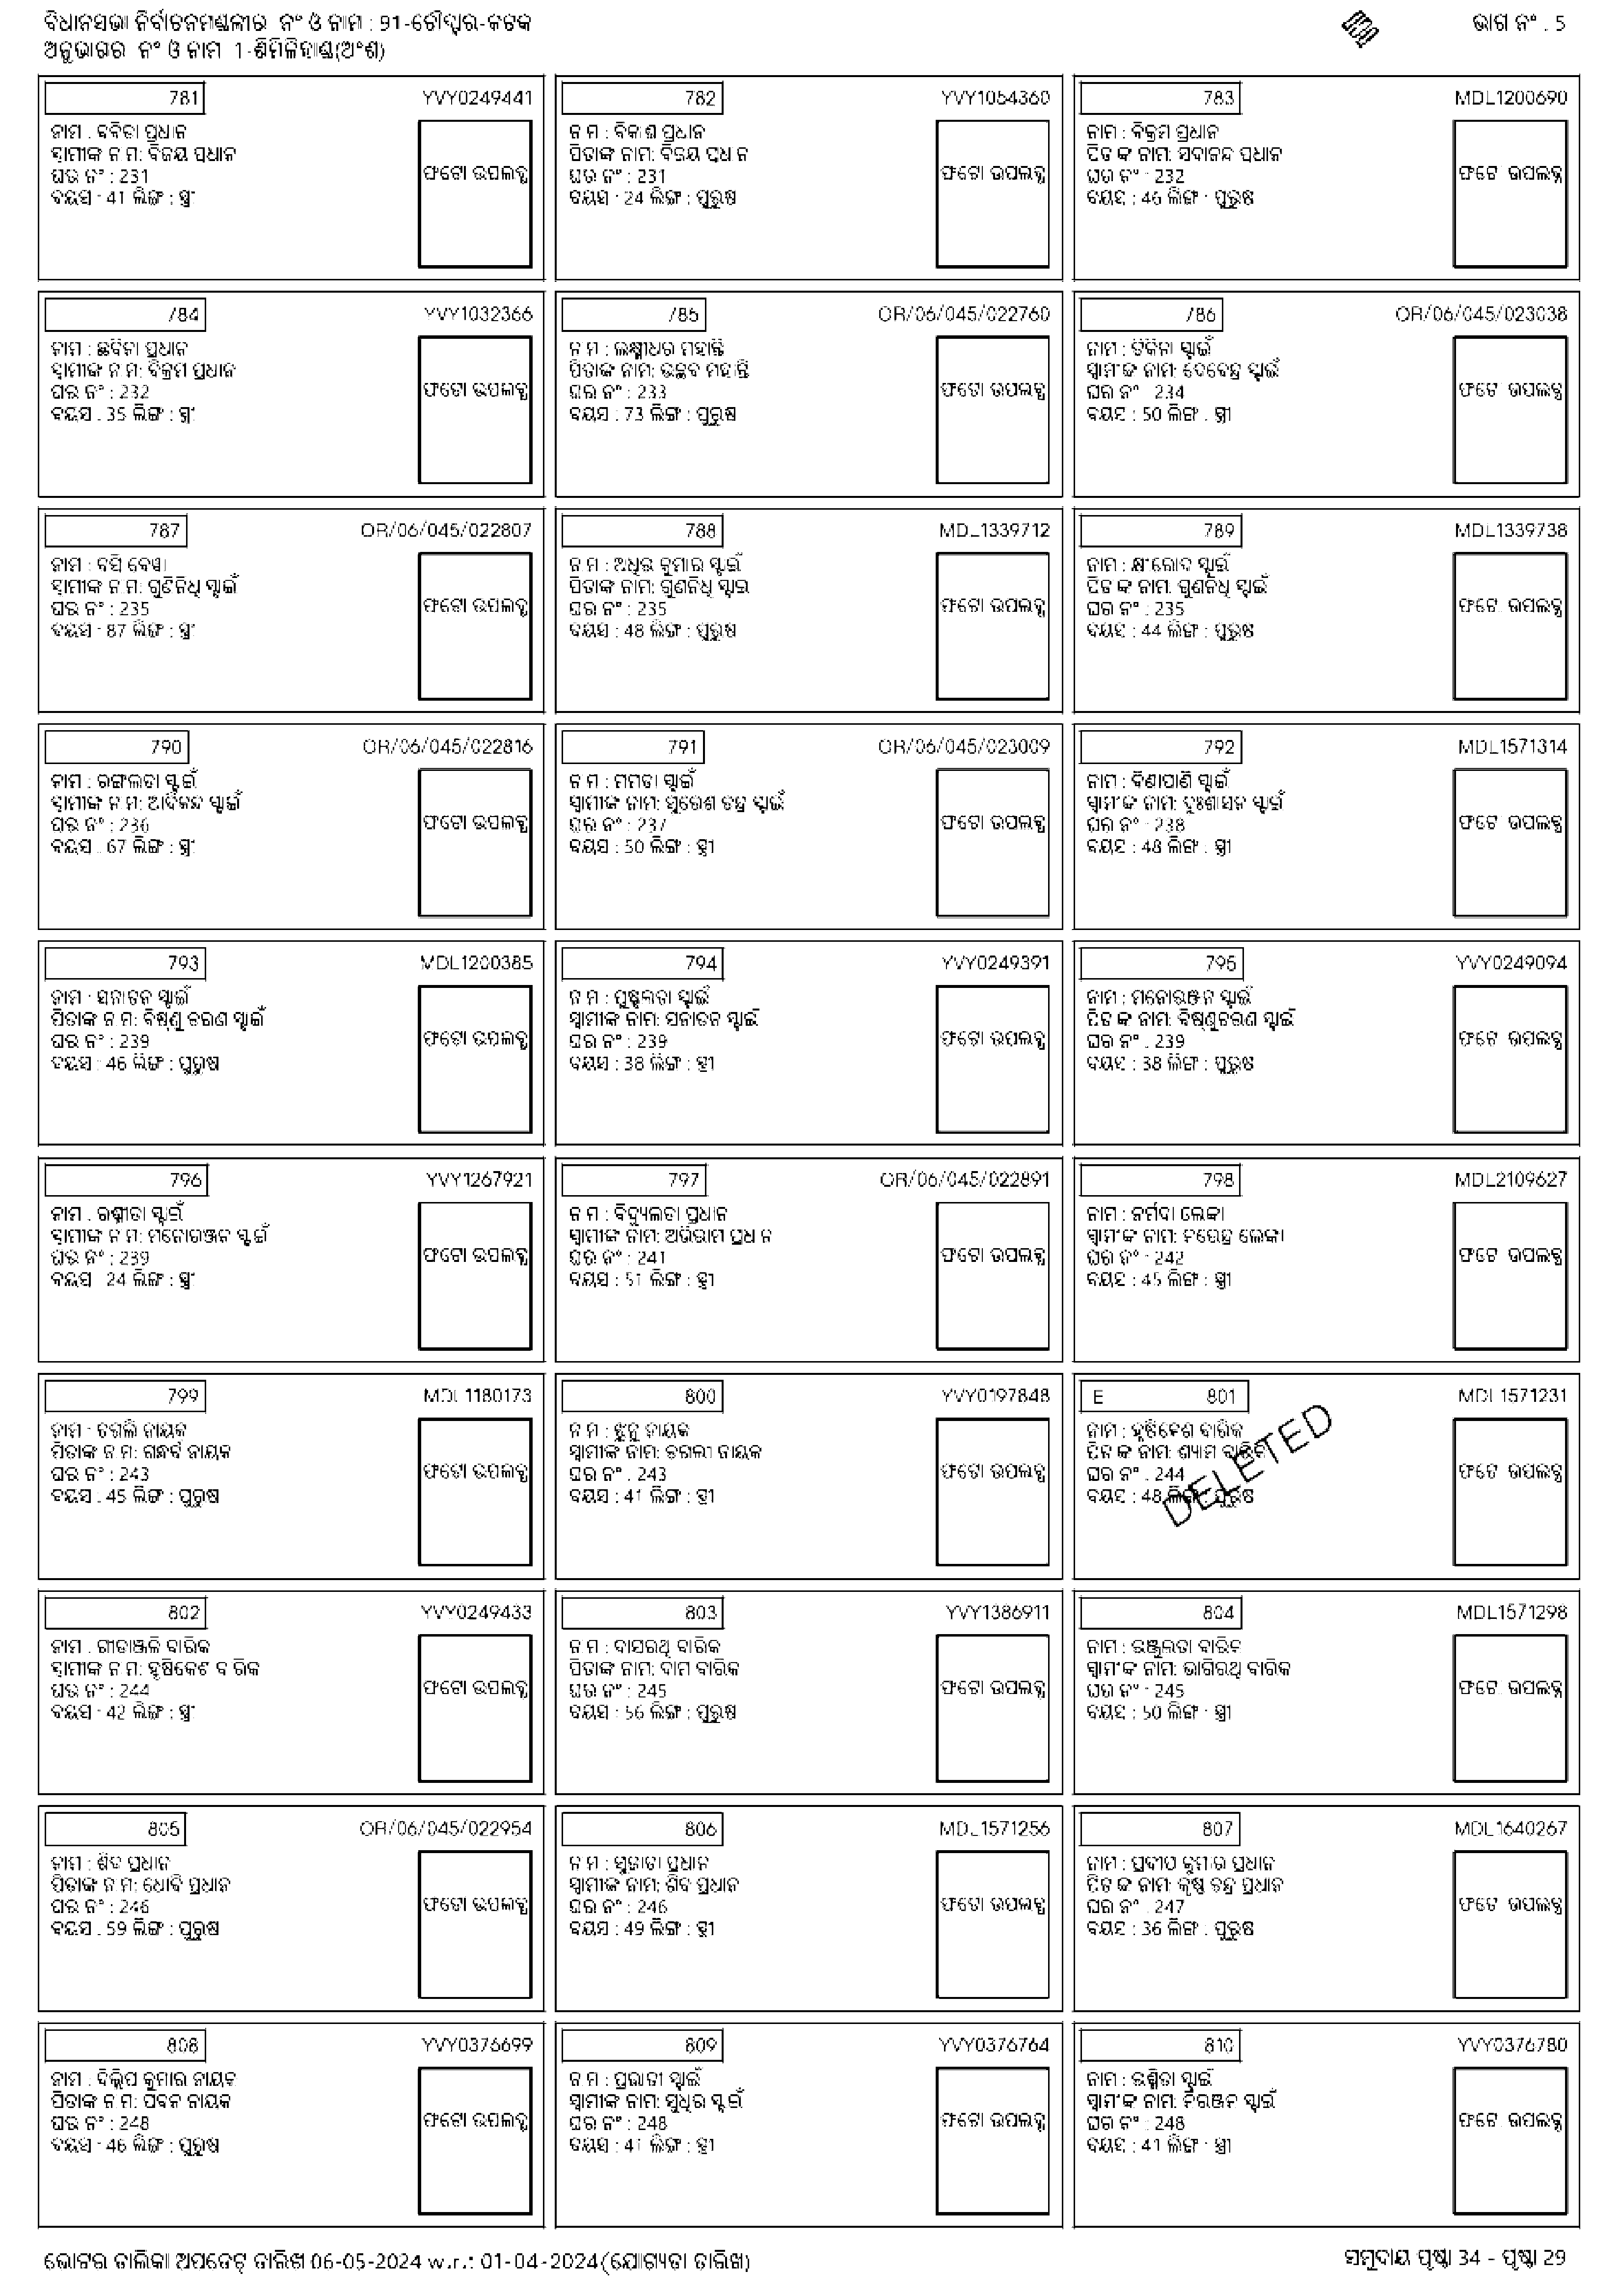 ବିଧାନସଭା ନିର୍ବାଚନମଣ୍ଡଳୀର ନଂ ଓ ନାମ : 91-ଚୌଦ୍ୱାର-କଟକ
ଅନୁଭାଗର ନଂ ଓ ନାମ 1-ଶିମିଳିହାଣ୍ଡ(ଅଂଶ)
ଭାଗ ନଂ . 5
781 YVY0249441
ନାମ : ବବିତା ପ୍ରଧାନ
ସ୍ୱାମୀଙ୍କ ନାମ: ବିଜୟ ପ୍ରଧାନ
ଘର ନଂ : 231
ବୟସ : 41 ଲିଙ୍ଗ : ସ୍ତ୍ରୀ
ଫଟୋ ଉପଲବ୍ଧ
782 YVY1054360
ନାମ : ବିକାଶ ପ୍ରଧାନ
ପିତାଙ୍କ ନାମ: ବିଜୟ ପ୍ରଧାନ
ଘର ନଂ : 231
ବୟସ : 24 ଲିଙ୍ଗ : ପୁରୁଷ
ଫଟୋ ଉପଲବ୍ଧ
783 MDL1200690
ନାମ : ବିକ୍ରମ ପ୍ରଧାନ
ପିତାଙ୍କ ନାମ: ସଦାନନ୍ଦ ପ୍ରଧାନ
ଘର ନଂ : 232
ବୟସ : 46 ଲିଙ୍ଗ : ପୁରୁଷ
ଫଟୋ ଉପଲବ୍ଧ
784 YVY1032366
ନାମ : ଛବିନା ପ୍ରଧାନ
ସ୍ୱାମୀଙ୍କ ନାମ: ବିକ୍ରମ ପ୍ରଧାନ
ଘର ନଂ : 232
ବୟସ : 35 ଲିଙ୍ଗ : ସ୍ତ୍ରୀ
ଫଟୋ ଉପଲବ୍ଧ
785 OR/06/045/022760
ନାମ : ଲକ୍ଷ୍ମୀଧର ମହାନ୍ତି
ପିତାଙ୍କ ନାମ: ଉଚ୍ଛବ ମହାନ୍ତି
ଘର ନଂ : 233
ବୟସ : 73 ଲିଙ୍ଗ : ପୁରୁଷ
ଫଟୋ ଉପଲବ୍ଧ
786 OR/06/045/023038
ନାମ : ଟିକିନା ସ୍ୱାଇଁ
ସ୍ୱାମୀଙ୍କ ନାମ: ଦେବେନ୍ଦ୍ର ସ୍ୱାଇଁ
ଘର ନଂ : 234
ବୟସ : 50 ଲିଙ୍ଗ : ସ୍ତ୍ରୀ
ଫଟୋ ଉପଲବ୍ଧ
787 OR/06/045/022807
ନାମ : ବସି ବେୱା
ସ୍ୱାମୀଙ୍କ ନାମ: ଗୁଣିନିଧି ସ୍ୱାଇଁ
ଘର ନଂ : 235
ବୟସ : 87 ଲିଙ୍ଗ : ସ୍ତ୍ରୀ
ଫଟୋ ଉପଲବ୍ଧ
788 MDL1339712
ନାମ : ଅଧିର କୁମାର ସ୍ୱାଇଁ
ପିତାଙ୍କ ନାମ: ଗୁଣନିଧି ସ୍ୱାଇଁ
ଘର ନଂ : 235
ବୟସ : 48 ଲିଙ୍ଗ : ପୁରୁଷ
ଫଟୋ ଉପଲବ୍ଧ
789 MDL1339738
ନାମ : କ୍ଷୀରୋଦ ସ୍ୱାଇଁ
ପିତାଙ୍କ ନାମ: ଗୁଣନିଧି ସ୍ୱାଇଁ
ଘର ନଂ : 235
ବୟସ : 44 ଲିଙ୍ଗ : ପୁରୁଷ
ଫଟୋ ଉପଲବ୍ଧ
790 OR/06/045/022816
ନାମ : ରଙ୍ଗଲତା ସ୍ୱାଇଁ
ସ୍ୱାମୀଙ୍କ ନାମ: ଆର୍ଦିକନ୍ଦ ସ୍ୱାଇଁ
ଘର ନଂ : 236
ବୟସ : 67 ଲିଙ୍ଗ : ସ୍ତ୍ରୀ
ଫଟୋ ଉପଲବ୍ଧ
791 OR/06/045/023009
ନାମ : ମମତା ସ୍ୱାଇଁ
ସ୍ୱାମୀଙ୍କ ନାମ: ସୁରେଶ ଚନ୍ଦ୍ର ସ୍ୱାଇଁ
ଘର ନଂ : 237
ବୟସ : 50 ଲିଙ୍ଗ : ସ୍ତ୍ରୀ
ଫଟୋ ଉପଲବ୍ଧ
792 MDL1571314
ନାମ : ବିଣାପାଣି ସ୍ୱାଇଁ
ସ୍ୱାମୀଙ୍କ ନାମ: ଦୁଃଶାସନ ସ୍ୱାଇଁ
ଘର ନଂ : 238
ବୟସ : 48 ଲିଙ୍ଗ : ସ୍ତ୍ରୀ
ଫଟୋ ଉପଲବ୍ଧ
793 MDL1200385
ନାମ : ସନାତନ ସ୍ୱାଇଁ
ପିତାଙ୍କ ନାମ: ବିଷ୍ଣୁ ଚରଣ ସ୍ୱାଇଁ
ଘର ନଂ : 239
ବୟସ : 46 ଲିଙ୍ଗ : ପୁରୁଷ
ଫଟୋ ଉପଲବ୍ଧ
794 YVY0249391
ନାମ : ପୁଷ୍ପଲତା ସ୍ୱାଇଁ
ସ୍ୱାମୀଙ୍କ ନାମ: ସନାତନ ସ୍ୱାଇଁ
ଘର ନଂ : 239
ବୟସ : 38 ଲିଙ୍ଗ : ସ୍ତ୍ରୀ
ଫଟୋ ଉପଲବ୍ଧ
795 YVY0249094
ନାମ : ମନୋରଞ୍ଜନ ସ୍ୱାଇଁ
ପିତାଙ୍କ ନାମ: ବିଷ୍ଣୁଚରଣ ସ୍ୱାଇଁ
ଘର ନଂ : 239
ବୟସ : 38 ଲିଙ୍ଗ : ପୁରୁଷ
ଫଟୋ ଉପଲବ୍ଧ
796 YVY1267921
ନାମ : ରଶ୍ମୀତା ସ୍ୱାଇଁ
ସ୍ୱାମୀଙ୍କ ନାମ: ମନୋରଞ୍ଜନ ସ୍ୱାଇଁ
ଘର ନଂ : 239
ବୟସ : 24 ଲିଙ୍ଗ : ସ୍ତ୍ରୀ
ଫଟୋ ଉପଲବ୍ଧ
797 OR/06/045/022891
ନାମ : ବିଦ୍ୟୁଲତା ପ୍ରଧାନ
ସ୍ୱାମୀଙ୍କ ନାମ: ଅଭିରାମ ପ୍ରଧାନ
ଘର ନଂ : 241
ବୟସ : 51 ଲିଙ୍ଗ : ସ୍ତ୍ରୀ
ଫଟୋ ଉପଲବ୍ଧ
798 MDL2109627
ନାମ : ନର୍ମଦା ଲେଙ୍କା
ସ୍ୱାମୀଙ୍କ ନାମ: ନରେନ୍ଦ୍ର ଲେଙ୍କା
ଘର ନଂ : 242
ବୟସ : 45 ଲିଙ୍ଗ : ସ୍ତ୍ରୀ
ଫଟୋ ଉପଲବ୍ଧ
799 MDL1180173
ନାମ : ଚଗଲି ନାୟକ
ପିତାଙ୍କ ନାମ: ଗନ୍ଧର୍ବ ନାୟକ
ଘର ନଂ : 243
ବୟସ : 45 ଲିଙ୍ଗ : ପୁରୁଷ
ଫଟୋ ଉପଲବ୍ଧ
800 YVY0197848
ନାମ : ଝୁନୁ ନାୟକ
ସ୍ୱାମୀଙ୍କ ନାମ: ଚଗଲୀ ନାୟକ
ଘର ନଂ : 243
ବୟସ : 41 ଲିଙ୍ଗ : ସ୍ତ୍ରୀ
ଫଟୋ ଉପଲବ୍ଧ
E 801 MDL1571231
ନାମ : ହୃଷିକେଶ ବାରିକ
ପିତାଙ୍କ ନାମ: ଶ୍ୟାମ ବାରିକ
ଘର ନଂ : 244
ବୟସ : 48 ଲିଙ୍ଗ : ପୁରୁଷ
ଫଟୋ ଉପଲବ୍ଧ
DELETED
802 YVY0249433
ନାମ : ଗୀତାଞ୍ଜଳି ବାରିକ
ସ୍ୱାମୀଙ୍କ ନାମ: ହୃଷିକେଶ ବାରିକ
ଘର ନଂ : 244
ବୟସ : 42 ଲିଙ୍ଗ : ସ୍ତ୍ରୀ
ଫଟୋ ଉପଲବ୍ଧ
803 YVY1386911
ନାମ : ଦାସରଥି ବାରିକ
ପିତାଙ୍କ ନାମ: ଦାମ ବାରିକ
ଘର ନଂ : 245
ବୟସ : 56 ଲିଙ୍ଗ : ପୁରୁଷ
ଫଟୋ ଉପଲବ୍ଧ
804 MDL1571298
ନାମ : ବାରିକ
ସ୍ୱାମୀଙ୍କ ନାମ: ଭାଗିରଥି ବାରିକ
ଘର ନଂ : 245
ବୟସ : 50 ଲିଙ୍ଗ : ସ୍ତ୍ରୀ
ଫଟୋ ଉପଲବ୍ଧ
805 OR/06/045/022954
ନାମ : ଶିବ ପ୍ରଧାନ
ପିତାଙ୍କ ନାମ: ଧୋବି ପ୍ରଧାନ
ଘର ନଂ : 246
ବୟସ : 59 ଲିଙ୍ଗ : ପୁରୁଷ
ଫଟୋ ଉପଲବ୍ଧ
806 MDL1571256
ନାମ : ସୁଜାତା ପ୍ରଧାନ
ସ୍ୱାମୀଙ୍କ ନାମ: ଶିବ ପ୍ରଧାନ
ଘର ନଂ : 246
ବୟସ : 49 ଲିଙ୍ଗ : ସ୍ତ୍ରୀ
ଫଟୋ ଉପଲବ୍ଧ
807 MDL1640267
ନାମ : ପ୍ରଦୀପ କୁମାର ପ୍ରଧାନ
ପିତାଙ୍କ ନାମ: କୃଷ୍ଣ ଚନ୍ଦ୍ର ପ୍ରଧାନ
ଘର ନଂ : 247
ବୟସ : 36 ଲିଙ୍ଗ : ପୁରୁଷ
ଫଟୋ ଉପଲବ୍ଧ
808 YVY0376699
ନାମ : ଦିଲ୍ଲିପ କୁମାର ନାୟକ
ପିତାଙ୍କ ନାମ: ପବନ ନାୟକ
ଘର ନଂ : 248
ବୟସ : 46 ଲିଙ୍ଗ : ପୁରୁଷ
ଫଟୋ ଉପଲବ୍ଧ
809 YVY0376764
ନାମ : ପ୍ରଭାତୀ ସ୍ୱାଇଁ
ସ୍ୱାମୀଙ୍କ ନାମ: ସୁଧିର ସ୍ୱାଇଁ
ଘର ନଂ : 248
ବୟସ : 41 ଲିଙ୍ଗ : ସ୍ତ୍ରୀ
ଫଟୋ ଉପଲବ୍ଧ
810 YVY0376780
ନାମ : ରଶ୍ମିତା ସ୍ୱାଇଁ
ସ୍ୱାମୀଙ୍କ ନାମ: ନିରଞ୍ଜନ ସ୍ୱାଇଁ
ଘର ନଂ : 248
ବୟସ : 41 ଲିଙ୍ଗ : ସ୍ତ୍ରୀ
ଫଟୋ ଉପଲବ୍ଧ
ଭୋଟର ତାଲିକା ଅପଡେଟ୍ ତାରିଖ 06-05-2024 w.r.: 01-04-2024(ଯୋଗ୍ୟତା ତାରିଖ)
ସମୁଦାୟ ପୃଷ୍ଠା 34 - ପୃଷ୍ଠା 29